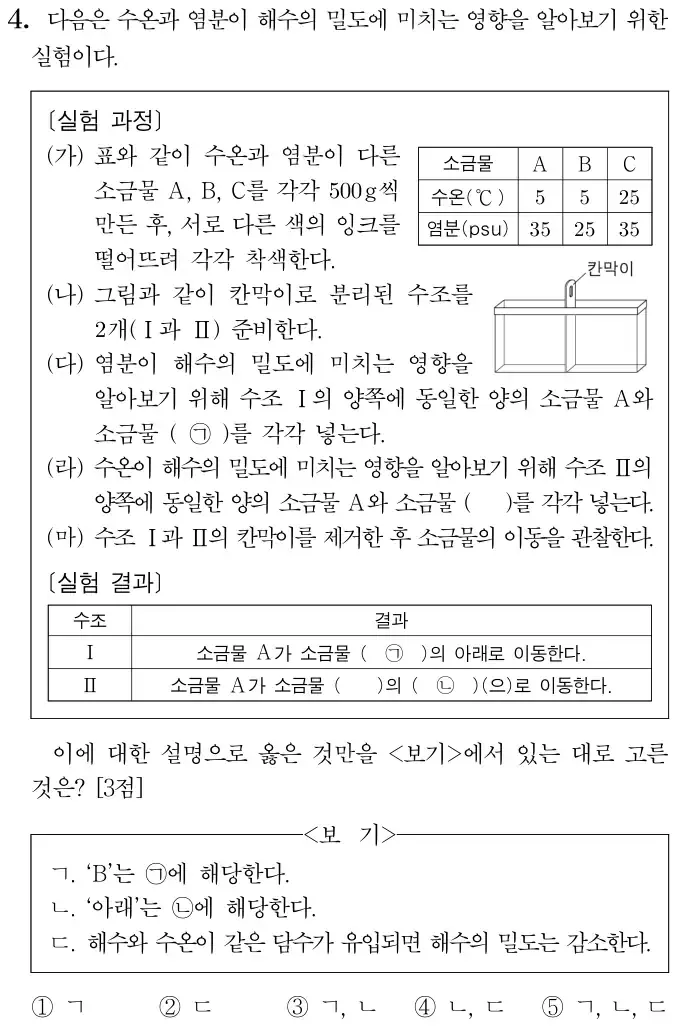 4. 다음은 수온과 염분이 해수의 밀도에 미치는 영향을 알아보기 위한
실험이다.
〔실험 과정〕
(가) 표와 같이 수온과 염분이 다른
소금물 A, B, C를 각각 500g씩
만든 후, 서로 다른 색의 잉크를
떨어뜨려 각각 착색한다.
소금물 A B C
수온(℃) 5 5 25
염분(psu) 35 25 35
(나) 그림과 같이 칸막이로 분리된 수조를
2개(Ⅰ과 Ⅱ) 준비한다.
칸막이
(다) 염분이 해수의 밀도에 미치는 영향을
알아보기 위해 수조 Ⅰ의 양쪽에 동일한 양의 소금물 A와
소금물 ( ㉠ )를 각각 넣는다.
(라) 수온이 해수의 밀도에 미치는 영향을 알아보기 위해 수조 Ⅱ의
양쪽에 동일한 양의 소금물 A와 소금물 ( )를 각각 넣는다.
(마) 수조 Ⅰ과 Ⅱ의 칸막이를 제거한 후 소금물의 이동을 관찰한다.
〔실험 결과〕
수조 결과
Ⅰ 소금물 A가 소금물 ( ㉠ )의 아래로 이동한다.
Ⅱ 소금물 A가 소금물 ( )의 ( ㉡ )(으)로 이동한다.
이에 대한 설명으로 옳은 것만을 <보기>에서 있는 대로 고른
것은? [3점]
<보 기>
ㄱ. ‘B’는 ㉠에 해당한다.
ㄴ. ‘아래’는 ㉡에 해당한다.
ㄷ. 해수와 수온이 같은 담수가 유입되면 해수의 밀도는 감소한다.
① ㄱ ② ㄷ ③ ㄱ, ㄴ ④ ㄴ, ㄷ ⑤ ㄱ, ㄴ, ㄷ